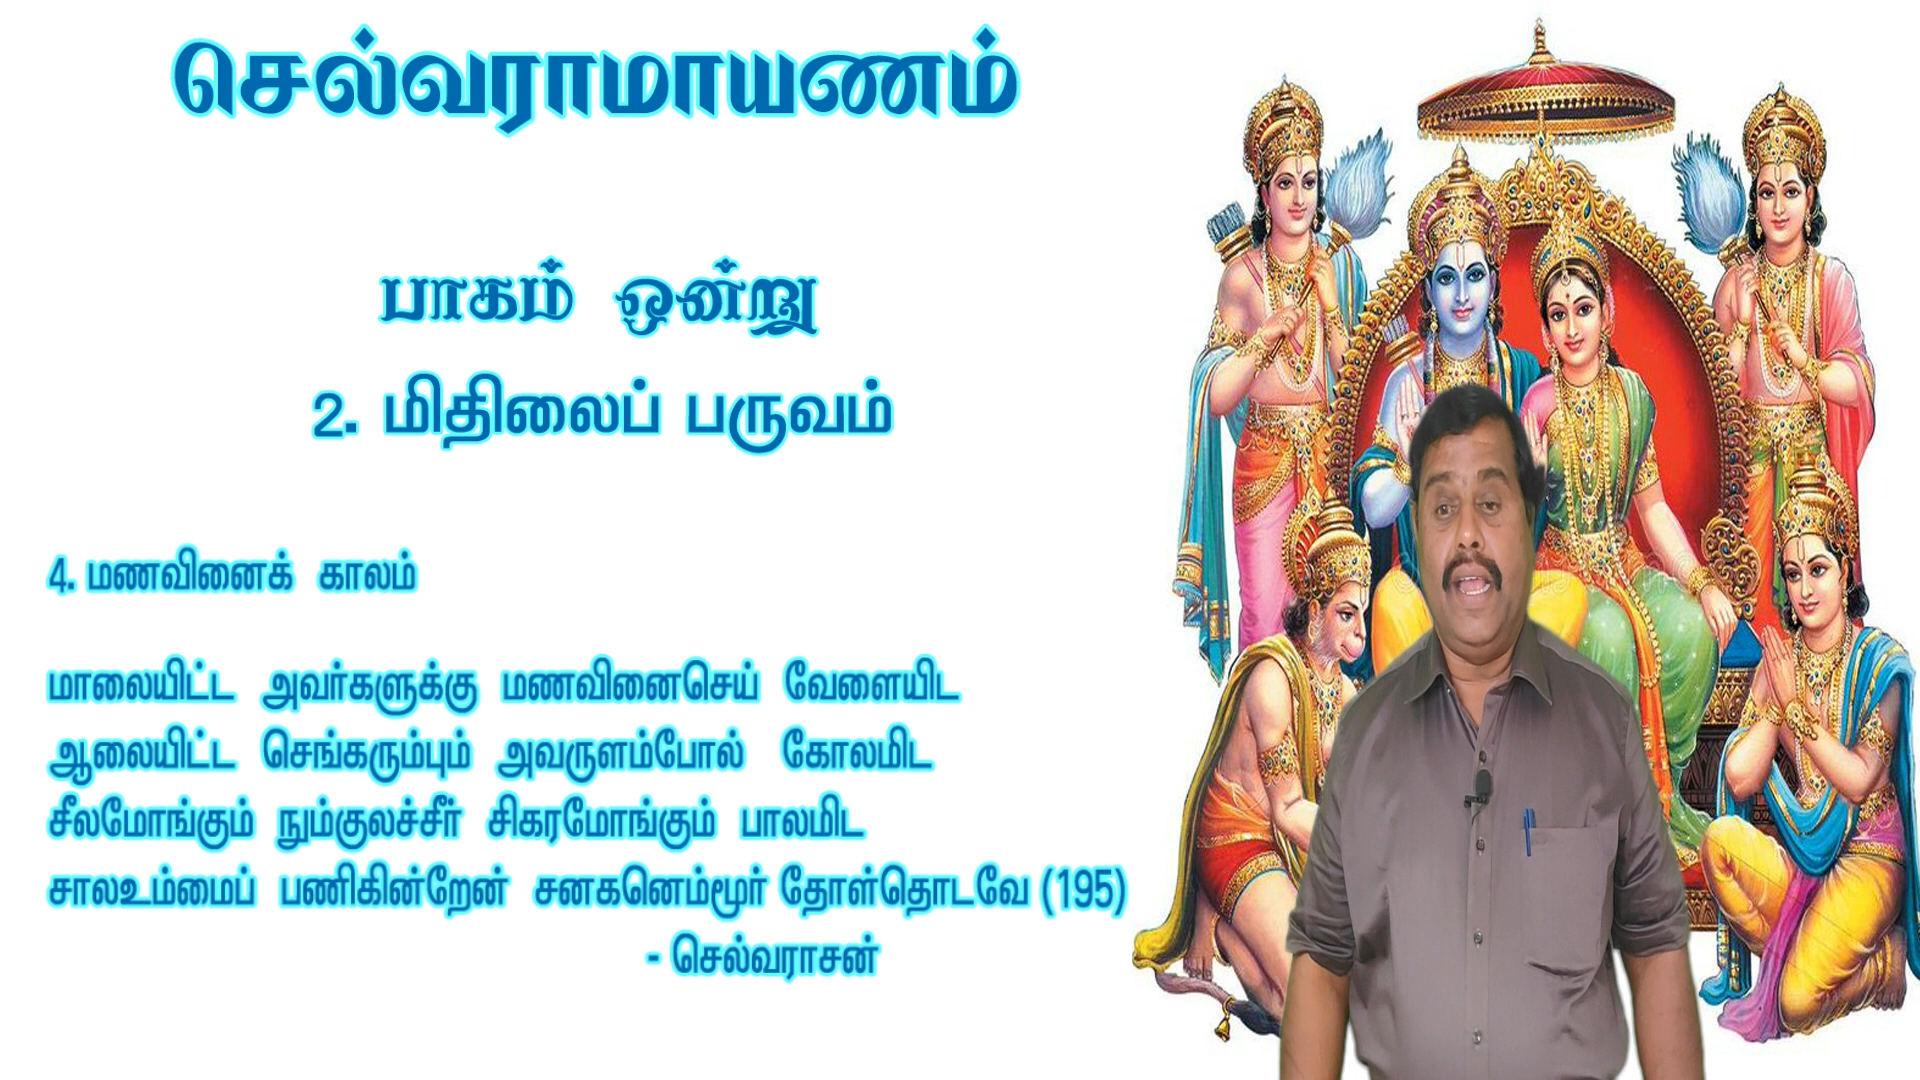 செல்வராமாயணம்
பாகம் ஒன்று
2. மிதிலைப் பருவம்
4. மணவினைக் காலம்
மாலையிட்ட அவர்களுக்கு மணவினைசெய் வேளையிட
ஆலையிட்ட செங்கரும்பும் அவருளம்போல் கோலமிட
சீலமோங்கும் நும்குலச்சீர் சிகரமோங்கும் பாலமிட
சாலஉம்மைப் பணிகின்றேன் சனகனெம்மூர் தோள்தொடவே (195)
- செல்வராசன்